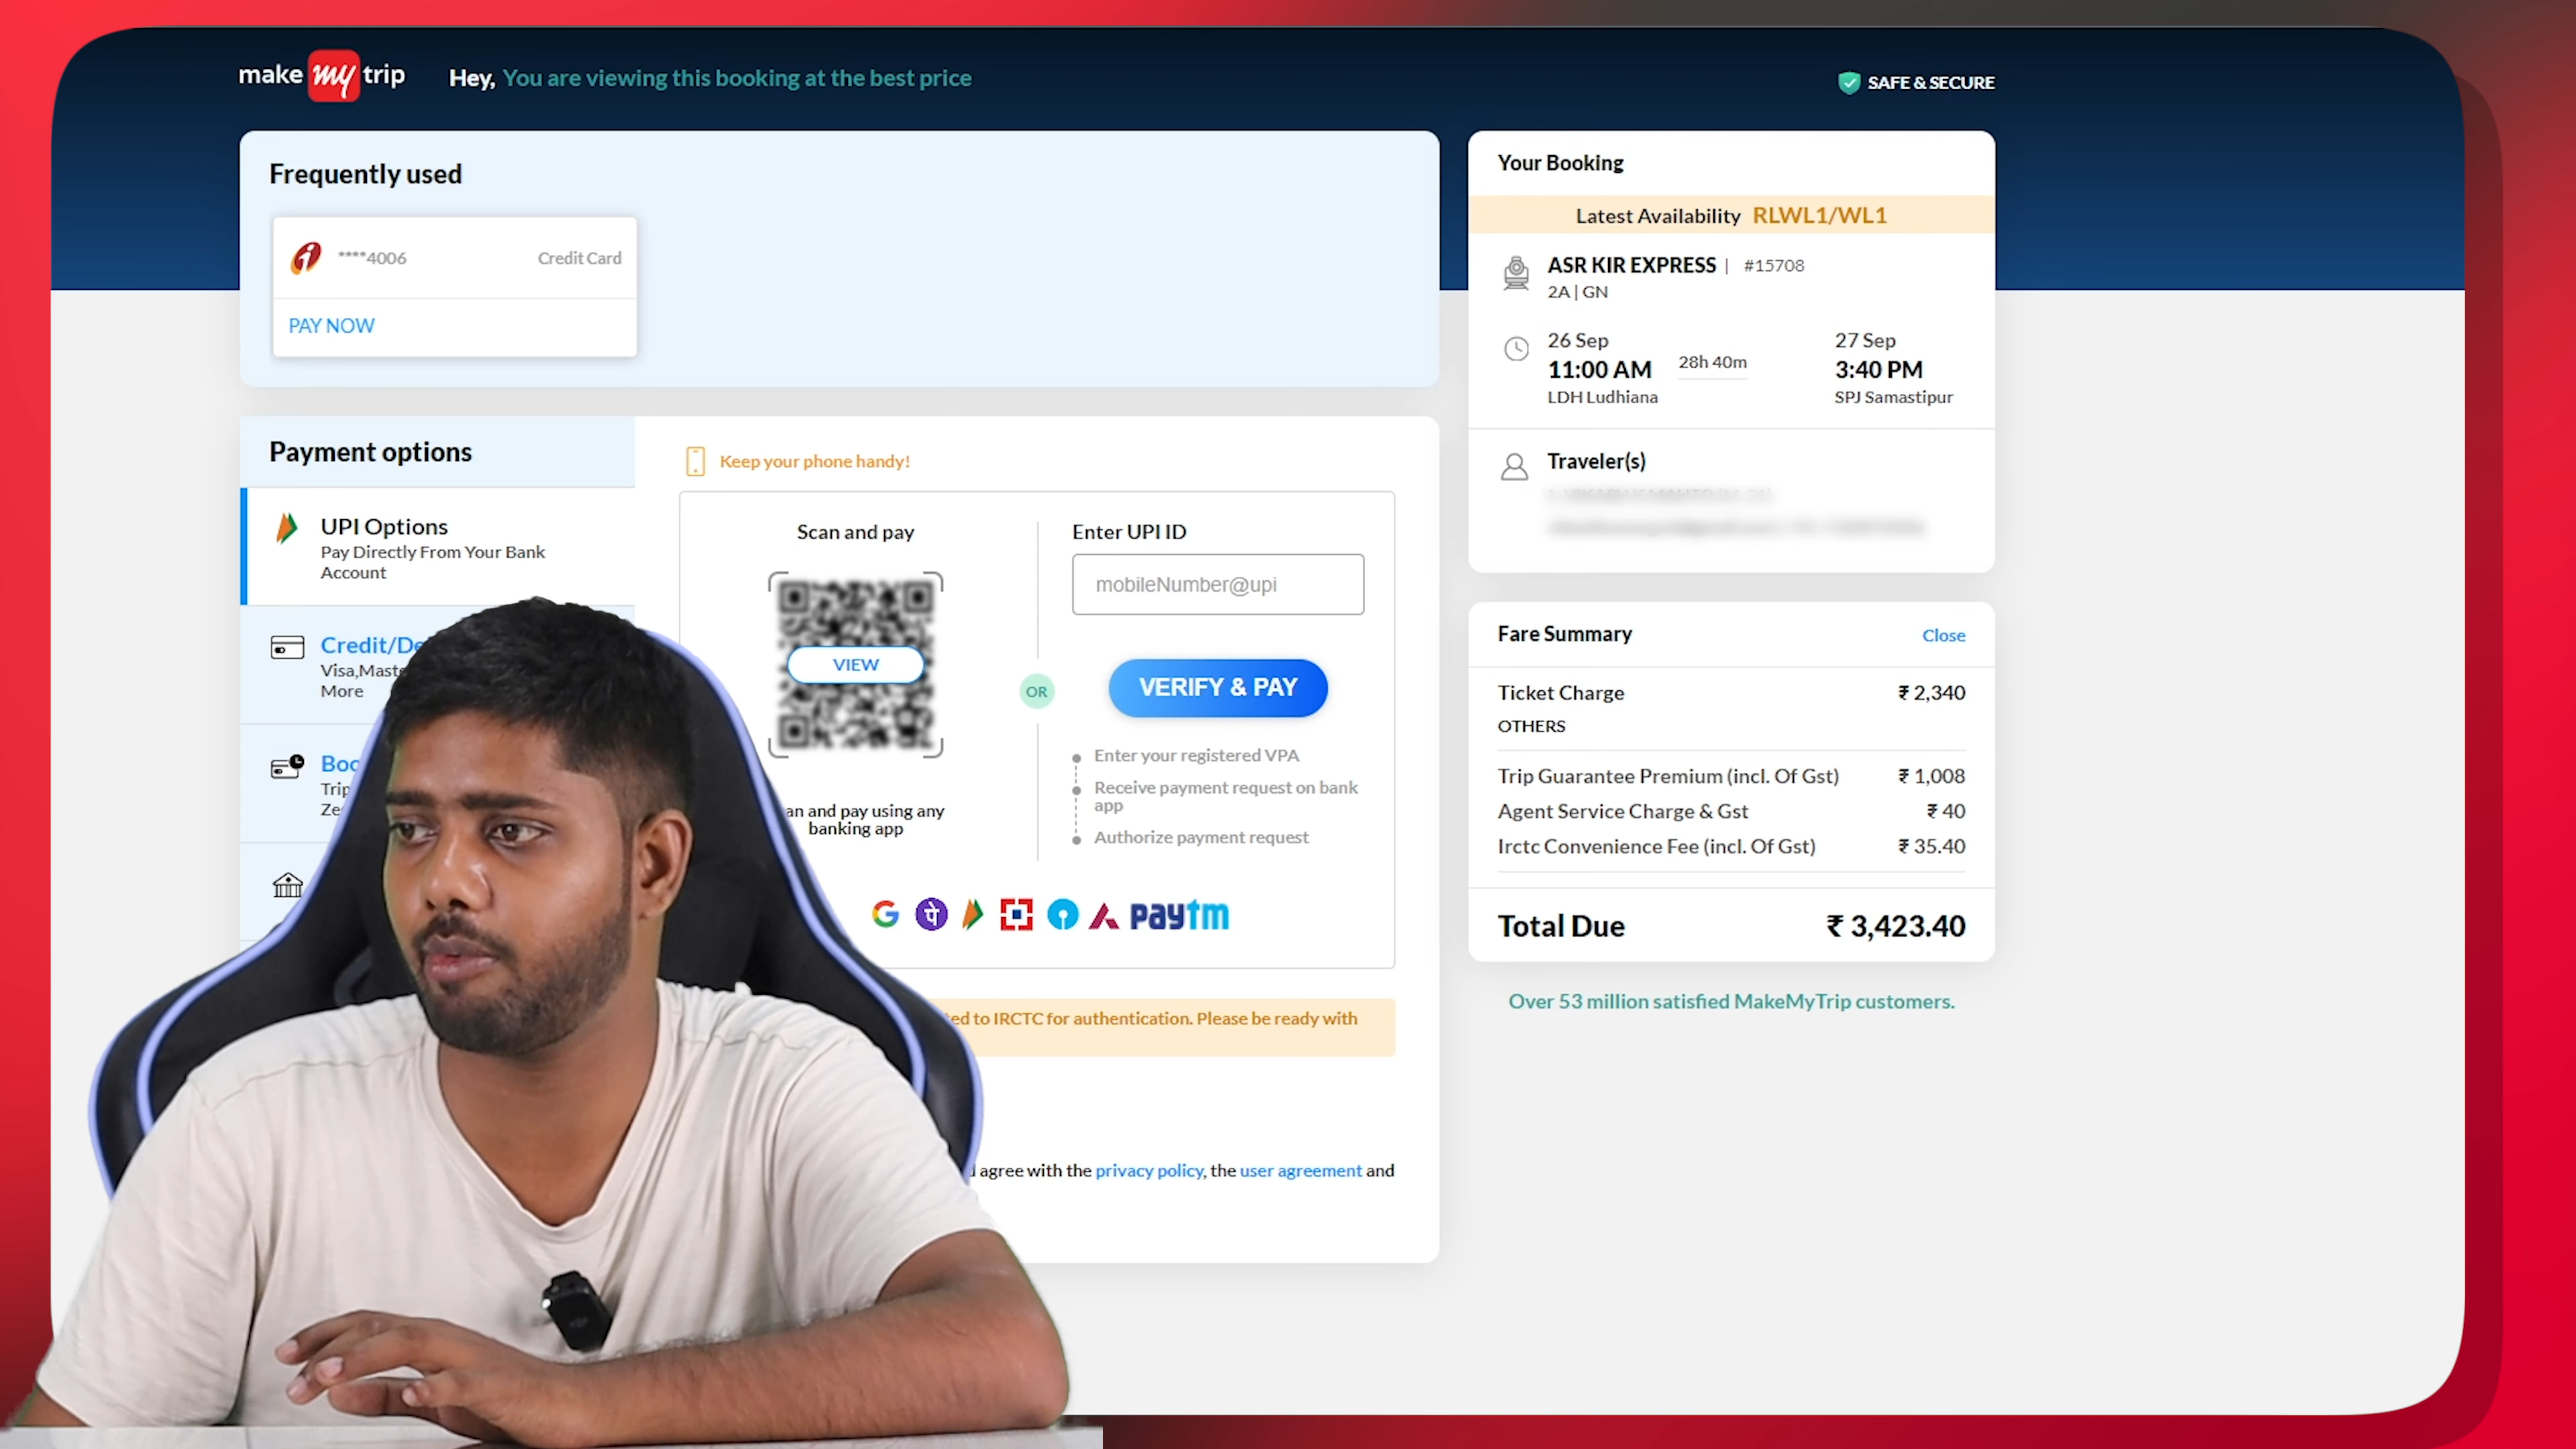 make my trip
Hey, You are viewing this booking at the best price
SAFE & SECURE
Frequently used
****4006 Credit Card
PAY NOW
Payment options
UPI Options
Pay Directly From Your Bank
Account
Credit/De
Visa,Maste
More
Boo
Trip
Keep your phone handy!
Scan and pay
VIEW
an and pay using any
banking app
OR
Enter UPI ID
mobileNumber@upi
VERIFY & PAY
Enter your registered VPA
Receive payment request on bank
app
Authorize payment request
G पे paytm
ted to IRCTC for authentication. Please be ready with
agree with the privacy policy, the user agreement and
Your Booking
Latest Availability RLWL1/WL1
ASR KIR EXPRESS | #15708
2A | GN
26 Sep
11:00 AM
LDH Ludhiana
28h 40m
27 Sep
3:40 PM
SPJ Samastipur
Traveler(s)
Fare Summary Close
Ticket Charge ₹ 2,340
OTHERS
Trip Guarantee Premium (incl. Of Gst) ₹ 1,008
Agent Service Charge & Gst ₹ 40
Irctc Convenience Fee (incl. Of Gst) ₹ 35.40
Total Due ₹ 3,423.40
Over 53 million satisfied MakeMyTrip customers.